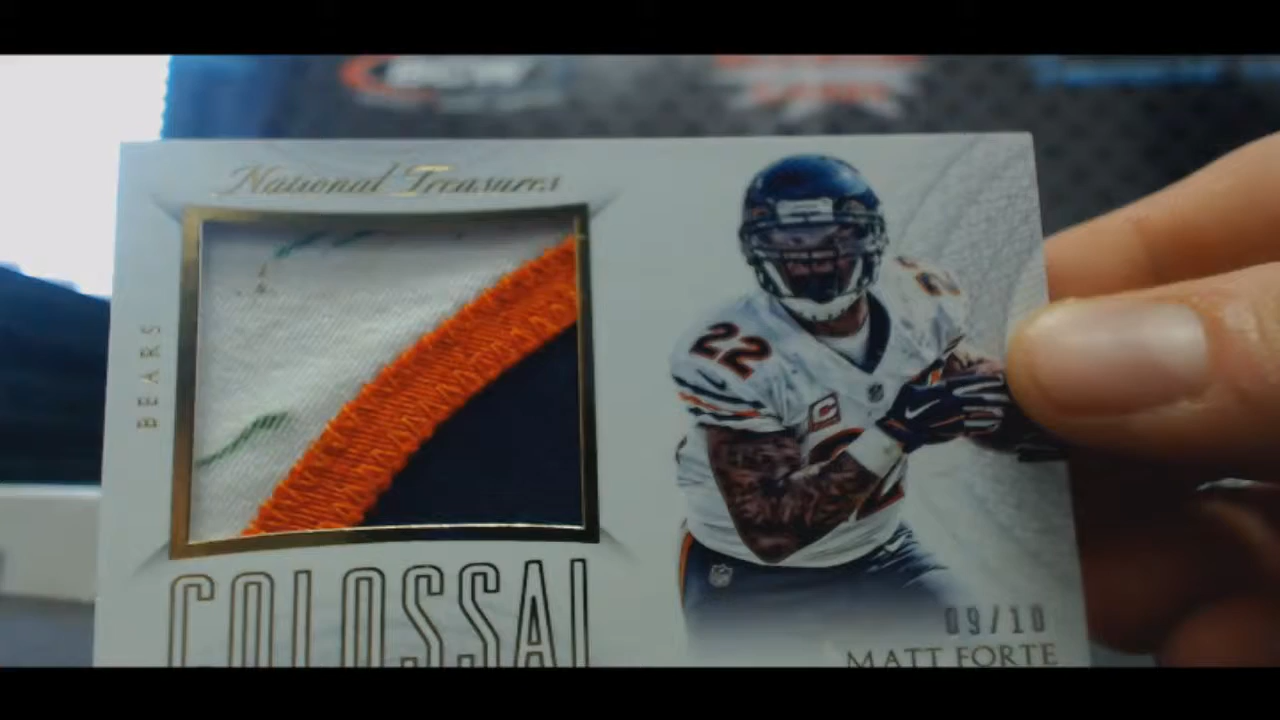 National Treasures
BEARS
22
C
COLOSSAL
09/10
MATT FORTE